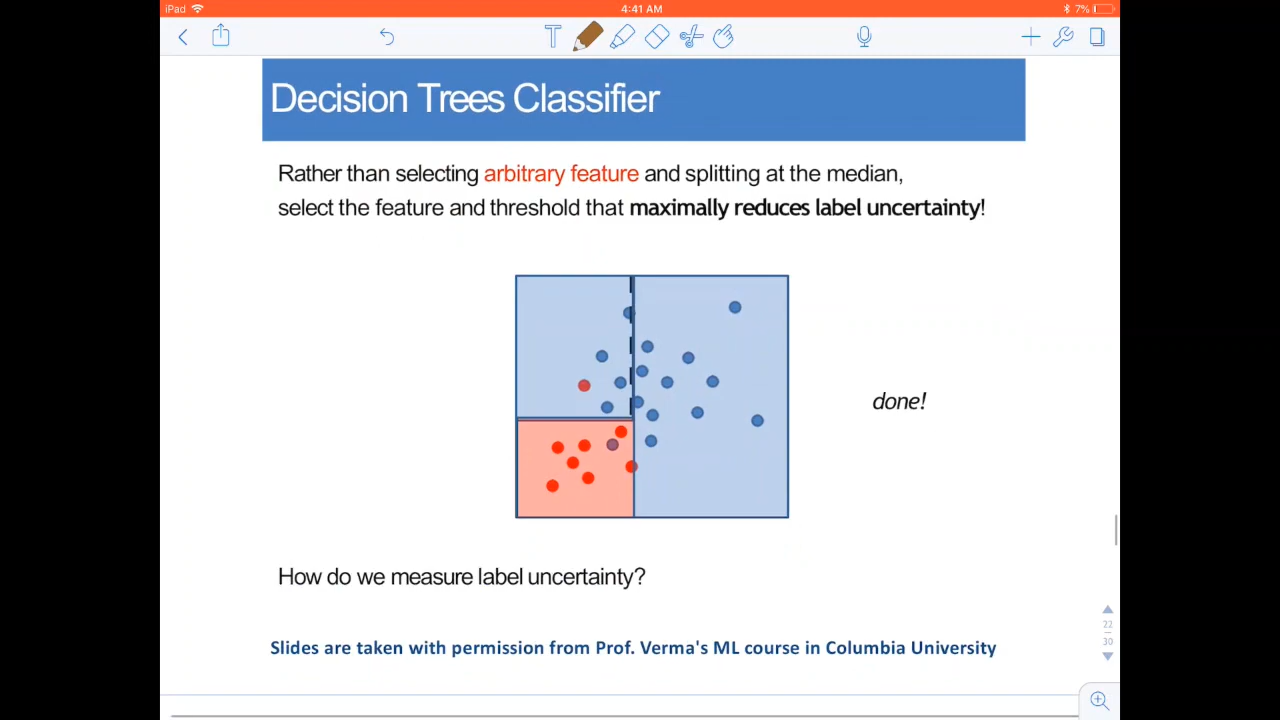 iPad
4:41 AM
7%
Decision Trees Classifier
Rather than selecting arbitrary feature and splitting at the median,
select the feature and threshold that maximally reduces label uncertainty!
done!
How do we measure label uncertainty?
Slides are taken with permission from Prof. Verma's ML course in Columbia University
22
30